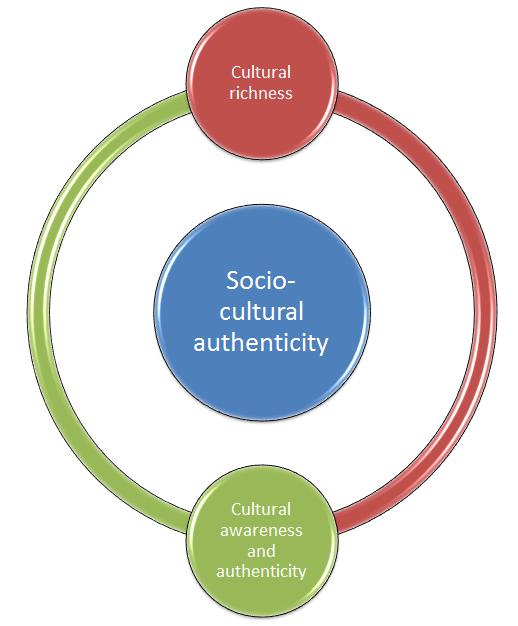 Cultural
richness
Socio-
cultural
authenticity
Cultural
awareness
and
authenticity